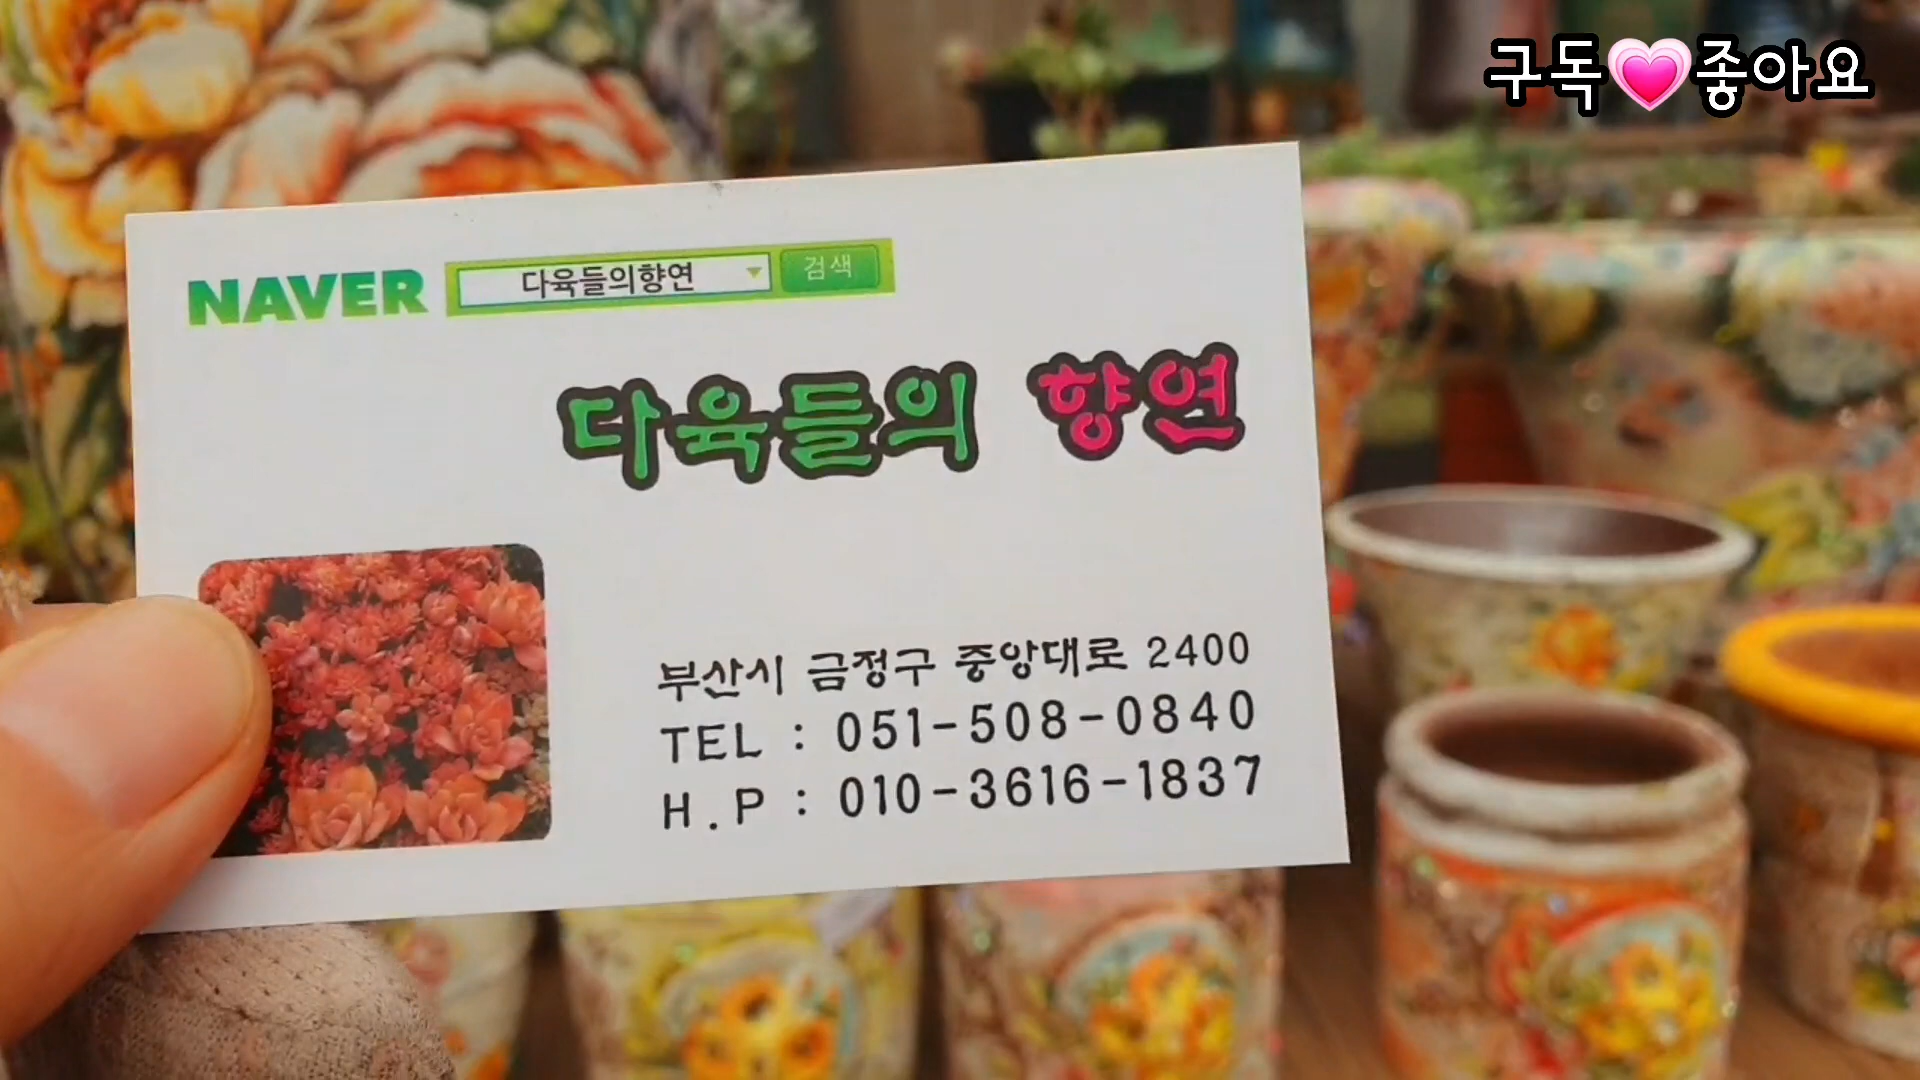 구독💗좋아요
NAVER 다육들의향연 검색
다육들의 향연
부산시 금정구 중앙대로 2400
TEL : 051-508-0840
H.P : 010-3616-1837